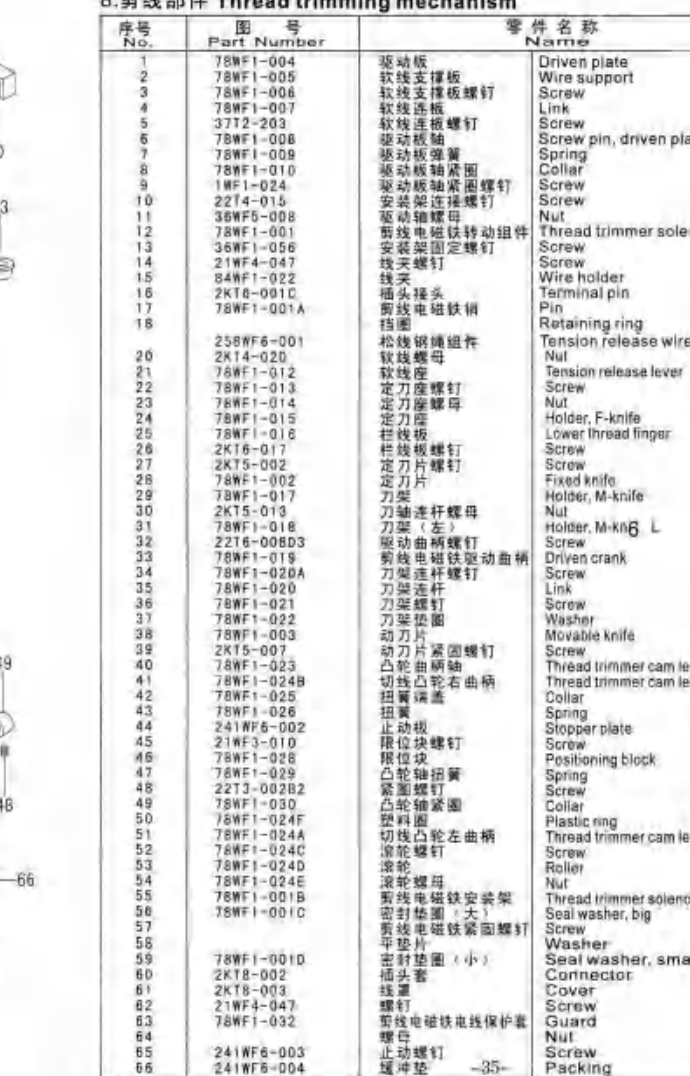 8.剪线部件 Thread trimming mechanism
序号 图 号 零 件 名 称
No. Part Number Name
1 78WF1-004 驱动板 Driven plate
2 78WF1-005 软线支撑板 Wire support
3 78WF1-006 软线支撑板螺钉 Screw
4 78WF1-007 软线连板 Link
5 37T2-203 软线连板螺钉 Screw
6 78WF1-008 驱动板轴 Screw pin, driven pla
7 78WF1-009 驱动板弹簧 Spring
8 78WF1-010 驱动板轴紧圈 Collar
9 1WF1-024 驱动板轴紧圈螺钉 Screw
10 22T4-015 安装架连接螺钉 Screw
11 36WF5-008 驱动轴螺母 Nut
12 78WF1-001 剪线电磁铁转动组件 Thread trimmer sole
13 36WF1-056 安装架固定螺钉 Screw
14 21WF4-047 线夹螺钉 Screw
15 84WF1-022 线夹 Wire holder
16 2KT8-001C 插头接头 Terminal pin
17 78WF1-001A 剪线电磁铁销 Pin
18 挡圈 Retaining ring
258WF6-001 松线钢绳组件 Tension release wire
20 2KT4-020 软线螺母 Nut
21 78WF1-012 软线座 Tension release lever
22 78WF1-013 定刀座螺钉 Screw
23 78WF1-014 定刀座螺母 Nut
24 78WF1-015 定刀座 Holder, F-knife
25 78WF1-016 拦线板 Lower thread finger
26 2KT6-017 拦线板螺钉 Screw
27 2KT5-002 定刀片螺钉 Screw
28 78WF1-002 定刀片 Fixed knife
29 78WF1-017 刀架 Holder, M-knife
30 2KT5-013 刀轴连杆螺母 Nut
31 78WF1-018 刀架（左） Holder, M-kn6 L
32 22T6-008D3 驱动曲柄螺钉 Screw
33 78WF1-019 剪线电磁铁驱动曲柄 Driven crank
34 78WF1-020A 刀架连杆螺钉 Screw
35 78WF1-020 刀架连杆 Link
36 78WF1-021 刀架螺钉 Screw
37 78WF1-022 刀架垫圈 Washer
38 78WF1-003 动刀片 Movable knife
39 2KT5-007 动刀片紧固螺钉 Screw
40 78WF1-023 凸轮曲柄轴 Thread trimmer cam le
41 78WF1-024B 切线凸轮右曲柄 Thread trimmer cam le
42 78WF1-025 扭簧端盖 Collar
43 78WF1-026 扭簧 Spring
44 241WF6-002 止动板 Stopper plate
45 21WF3-010 限位块螺钉 Screw
46 78WF1-028 限位块 Positioning block
47 78WF1-029 凸轮轴扭簧 Spring
48 22T3-002B2 紧圈螺钉 Screw
49 78WF1-030 凸轮轴紧圈 Collar
50 78WF1-024F 塑料圈 Plastic ring
51 78WF1-024A 切线凸轮左曲柄 Thread trimmer cam le
52 78WF1-024C 滚轮螺钉 Screw
53 78WF1-024D 滚轮 Roller
54 78WF1-024E 滚轮螺母 Nut
55 78WF1-001B 剪线电磁铁安装架 Thread trimmer soleno
56 78WF1-001C 密封垫圈（大） Seal washer, big
57 剪线电磁铁紧固螺钉 Screw
58 平垫片 Washer
59 78WF1-001D 密封垫圈（小） Seal washer, sma
60 2KT8-002 插头套 Connector
61 2KT8-003 线罩 Cover
62 21WF4-047 螺钉 Screw
63 78WF1-032 剪线电磁铁电线保护套 Guard
64 螺母 Nut
65 241WF6-003 止动螺钉 Screw
66 241WF6-004 缓冲垫 Packing
-35-
3
39
48
66